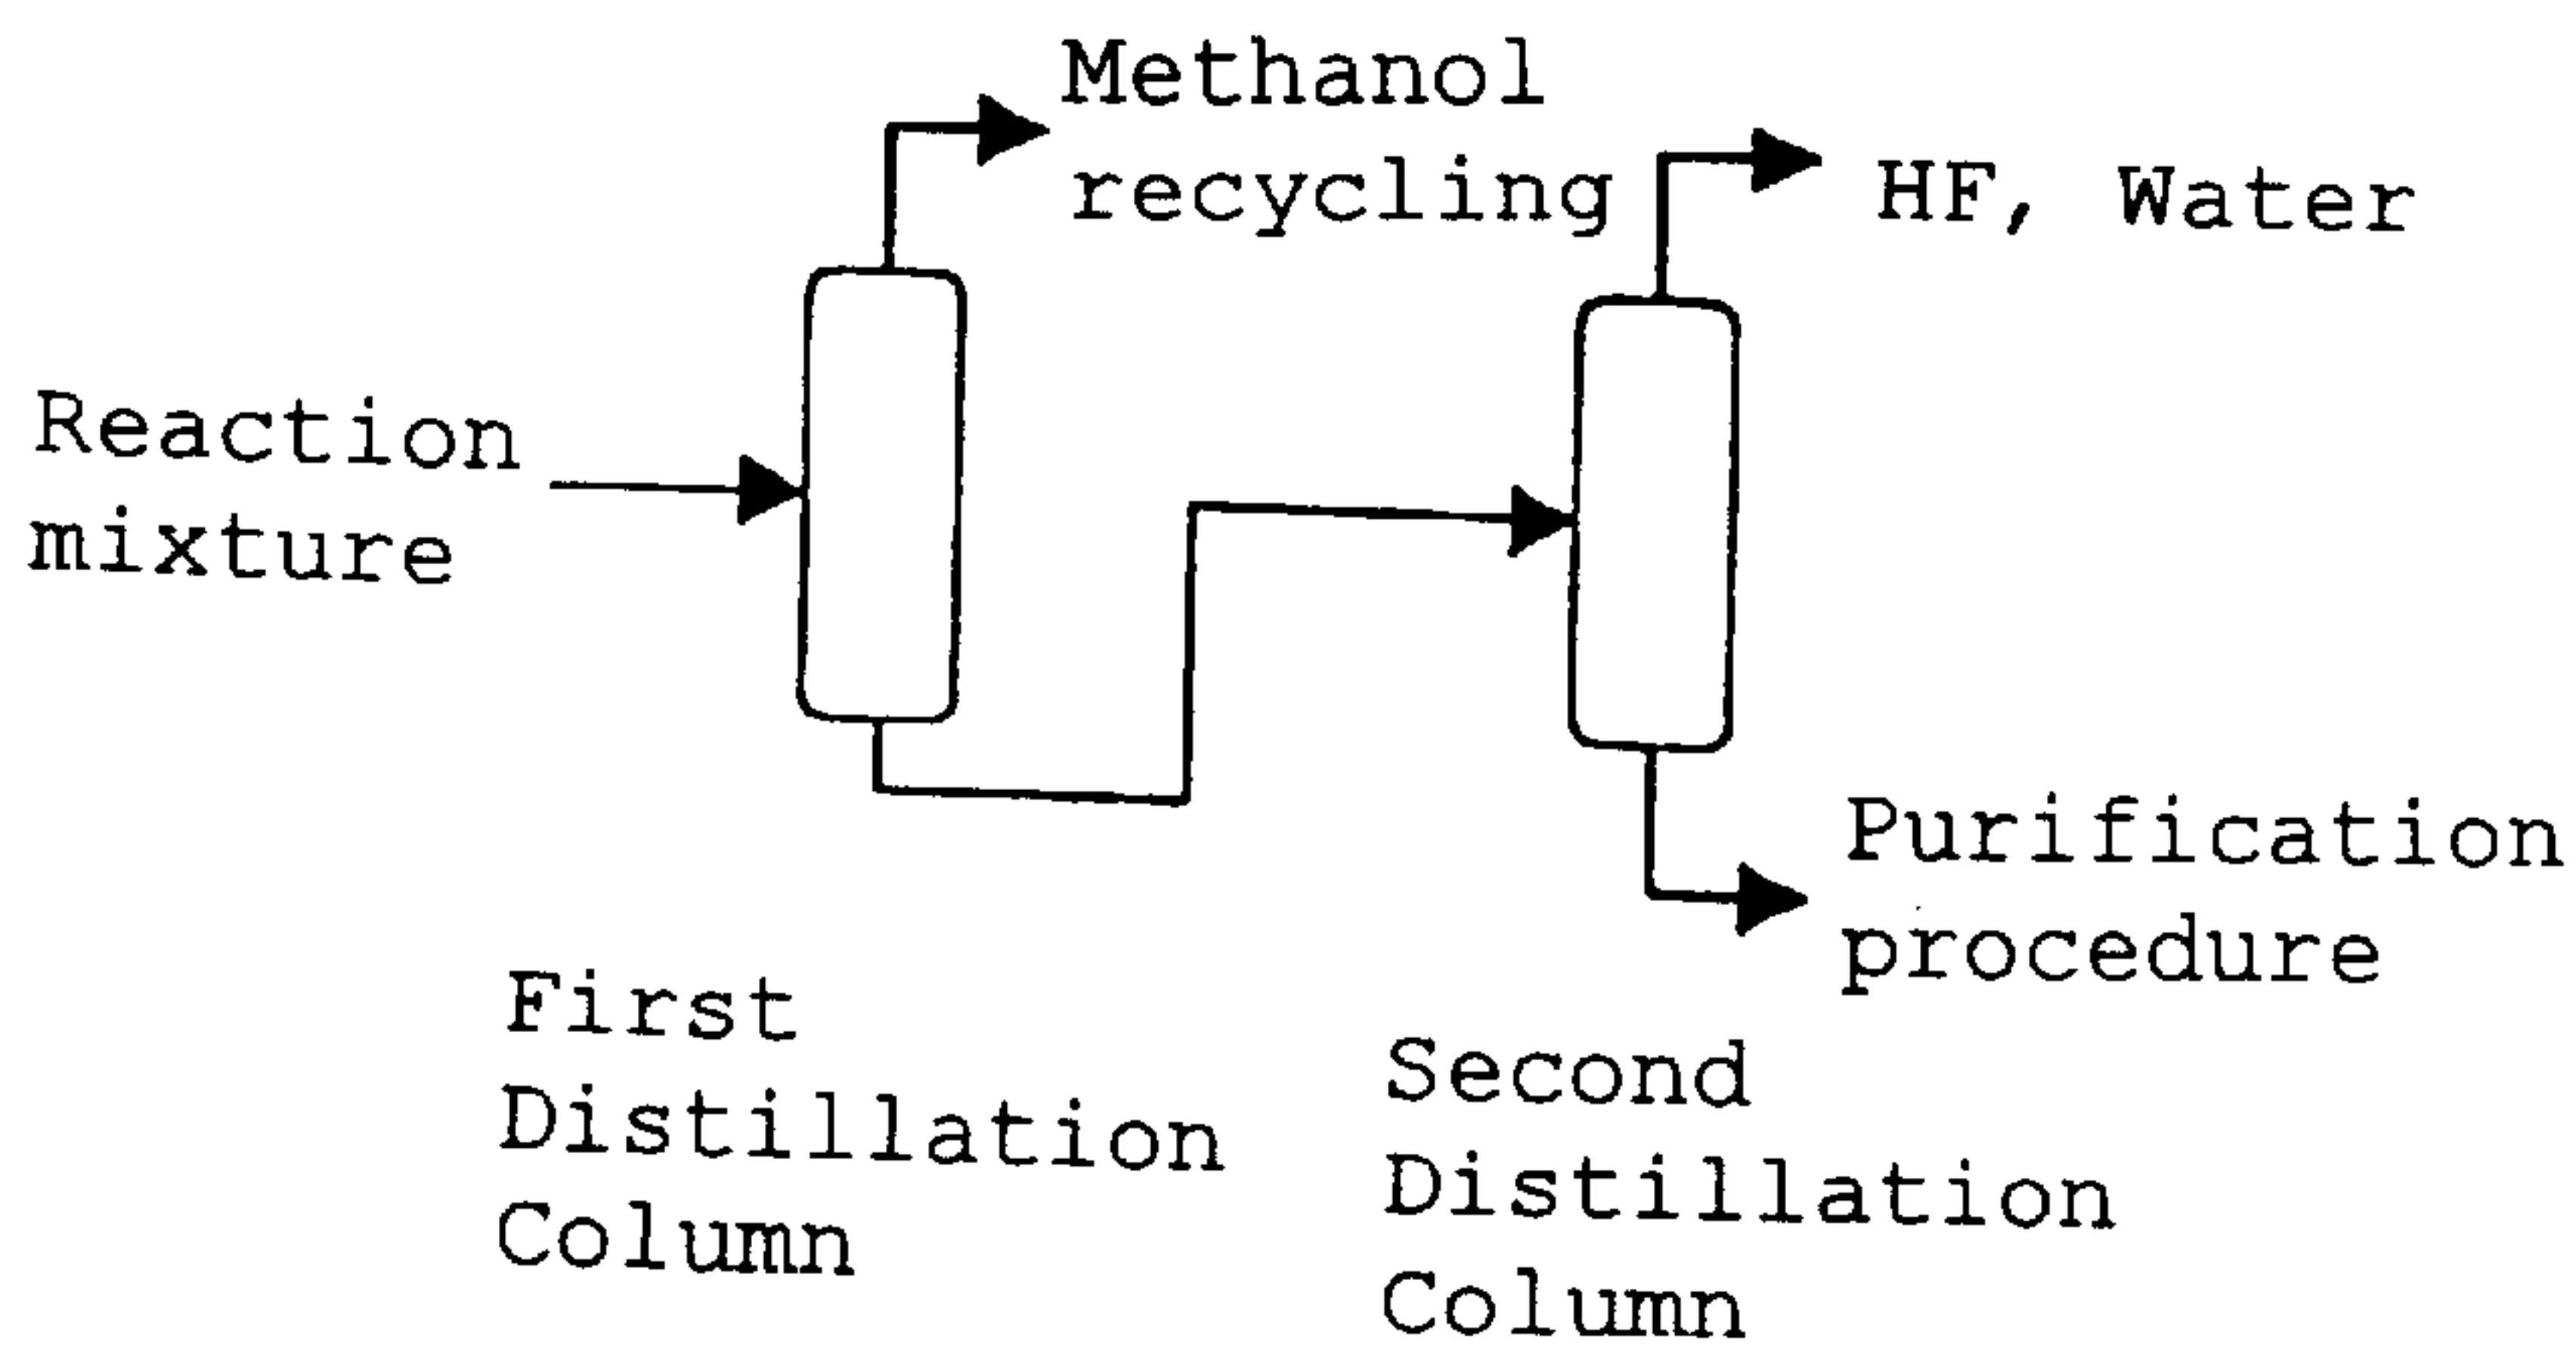 Methanol
recycling
HF, Water
Reaction
mixture
Purification
procedure
First
Distillation
Column
Second
Distillation
Column